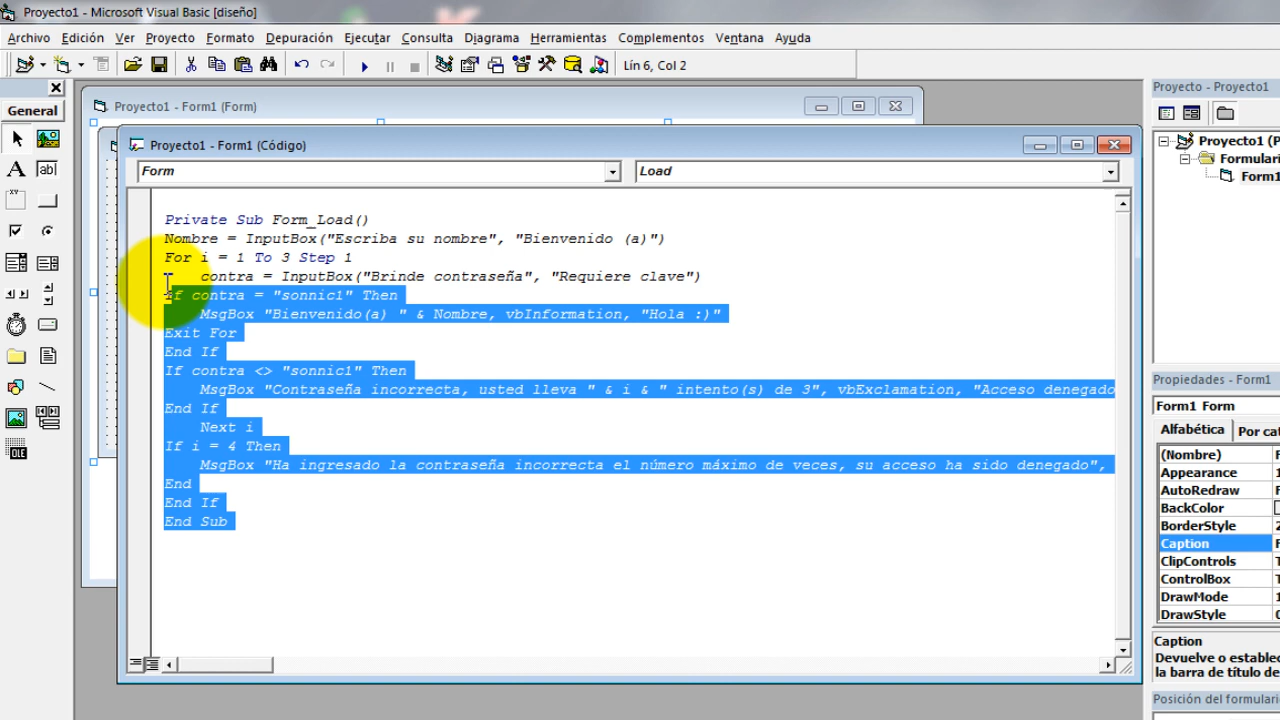 Proyecto1 - Microsoft Visual Basic [diseño]
Archivo Edición Ver Proyecto Formato Depuración Ejecutar Consulta Diagrama Herramientas Complementos Ventana Ayuda
Lín 6, Col 2
General
A
ab
XY
OLE
Proyecto1 - Form1 (Form)
Proyecto1 - Form1 (Código)
Form
Load
Private Sub Form_Load()
Nombre = InputBox("Escriba su nombre", "Bienvenido (a)")
For i = 1 To 3 Step 1
contra = InputBox("Brinde contraseña", "Requiere clave")
If contra = "sonnic1" Then
MsgBox "Bienvenido(a) " & Nombre, vbInformation, "Hola :)"
Exit For
End If
If contra <> "sonnic1" Then
MsgBox "Contraseña incorrecta, usted lleva " & i & " intento(s) de 3", vbExclamation, "Acceso denegado
End If
Next i
If i = 4 Then
MsgBox "Ha ingresado la contraseña incorrecta el número máximo de veces, su acceso ha sido denegado",
End
End If
End Sub
Proyecto - Proyecto1
Proyecto1 (P
Formulari
Form1
Propiedades - Form1
Form1 Form
Alfabética Por cat
(Nombre) F
Appearance 1
AutoRedraw F
BackColor
BorderStyle 2
Caption F
ClipControls T
ControlBox T
DrawMode 1
DrawStyle 0
Caption
Devuelve o establec
la barra de título de
Posición del formulari